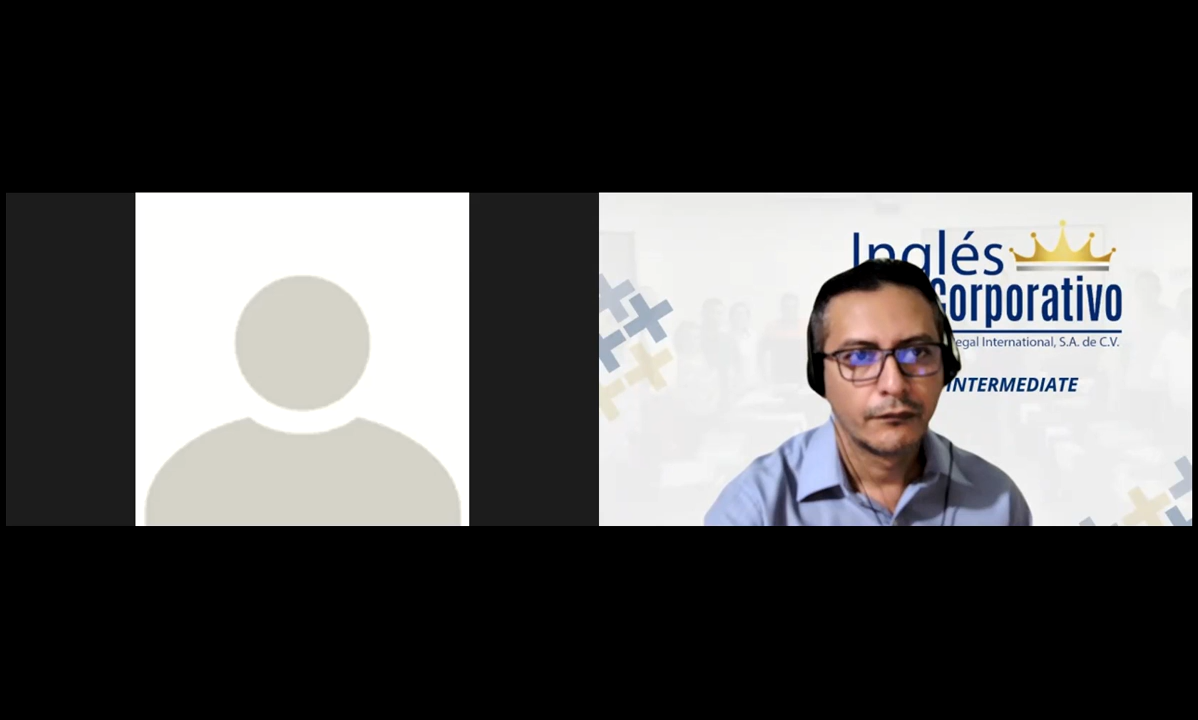 Inglés
Corporativo
egal International, S.A. de C.V.
INTERMEDIATE